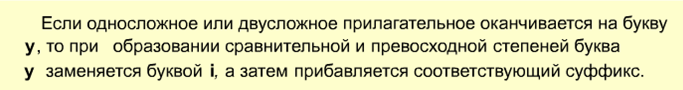 Если односложное или двусложное прилагательное оканчивается на букву
y, то при образовании сравнительной и превосходной степеней буква
y заменяется буквой i, а затем прибавляется соответствующий суффикс.